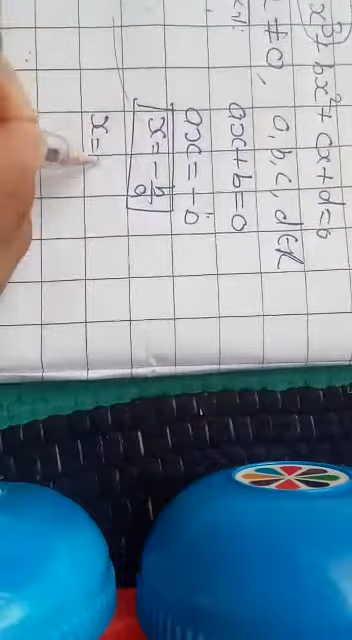 x³ + bx² + cx + d = 0
≠ 0, a, b, c, d ∈ R
ax + b = 0
ax = -b
x = -b/a
x =